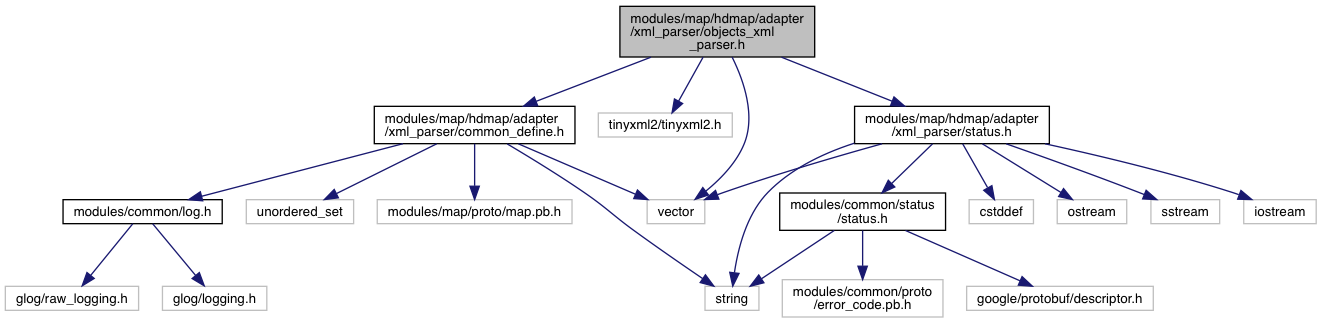 modules/map/hdmap/adapter
/xml_parser/objects_xml
_parser.h
modules/map/hdmap/adapter
/xml_parser/common_define.h
tinyxml2/tinyxml2.h
modules/map/hdmap/adapter
/xml_parser/status.h
modules/common/log.h
unordered_set
modules/map/proto/map.pb.h
vector
modules/common/status
/status.h
cstddef
ostream
sstream
iostream
glog/raw_logging.h
glog/logging.h
string
modules/common/proto
/error_code.pb.h
google/protobuf/descriptor.h